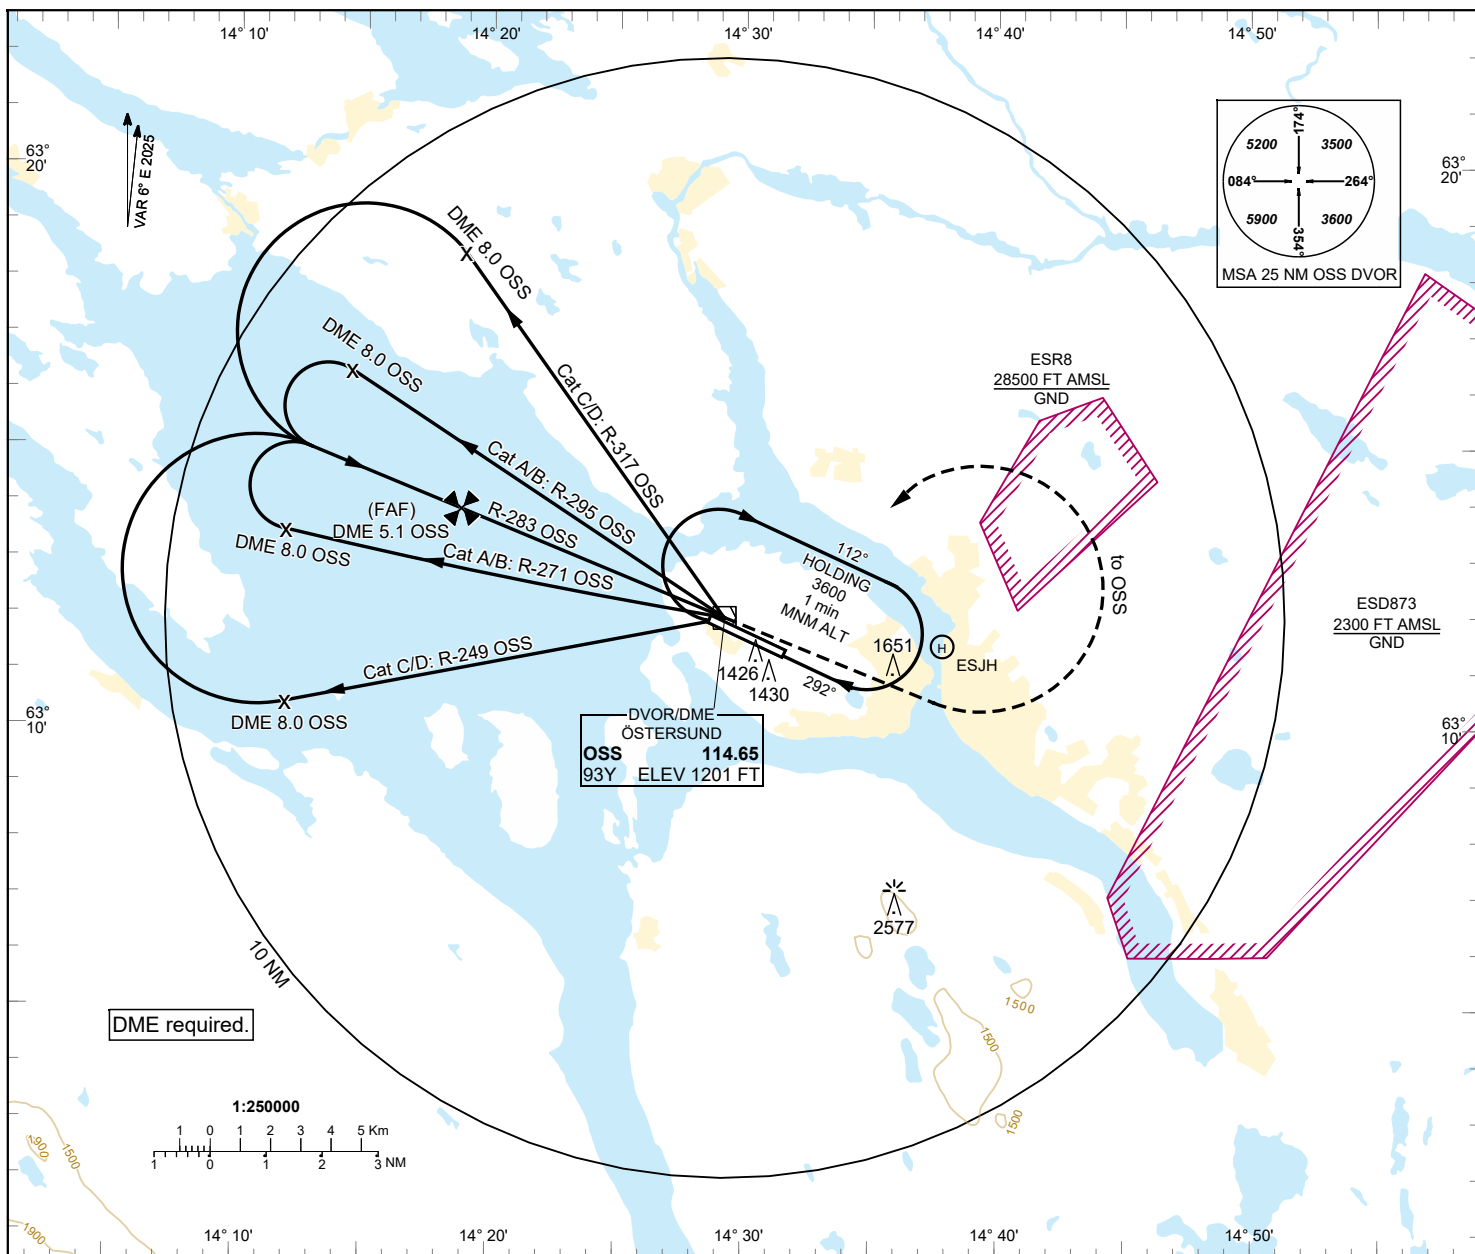 14° 10'
14° 20'
14° 30'
14° 40'
14° 50'
63°
20'
63°
20'
VAR 6° E 2025
174°
5200
3500
084°
264°
5900
3600
354°
MSA 25 NM OSS DVOR
DME 8.0 OSS
DME 8.0 OSS
Cat C/D: R-317 OSS
Cat A/B: R-295 OSS
(FAF)
DME 5.1 OSS
R-283 OSS
DME 8.0 OSS
Cat A/B: R-271 OSS
Cat C/D: R-249 OSS
DME 8.0 OSS
ESR8
28500 FT AMSL
GND
112°
HOLDING
3600
1 min
MNM ALT
292°
to OSS
1651
H
ESJH
1426
1430
ESD873
2300 FT AMSL
GND
63°
10'
63°
10'
DVOR/DME
ÖSTERSUND
OSS 114.65
93Y ELEV 1201 FT
2577
10 NM
1500
1500
1500
DME required.
1:250000
1 0 1 2 3 4 5 Km
1 0 1 2 3 NM
1900
1500
1900
14° 10'
14° 20'
14° 30'
14° 40'
14° 50'